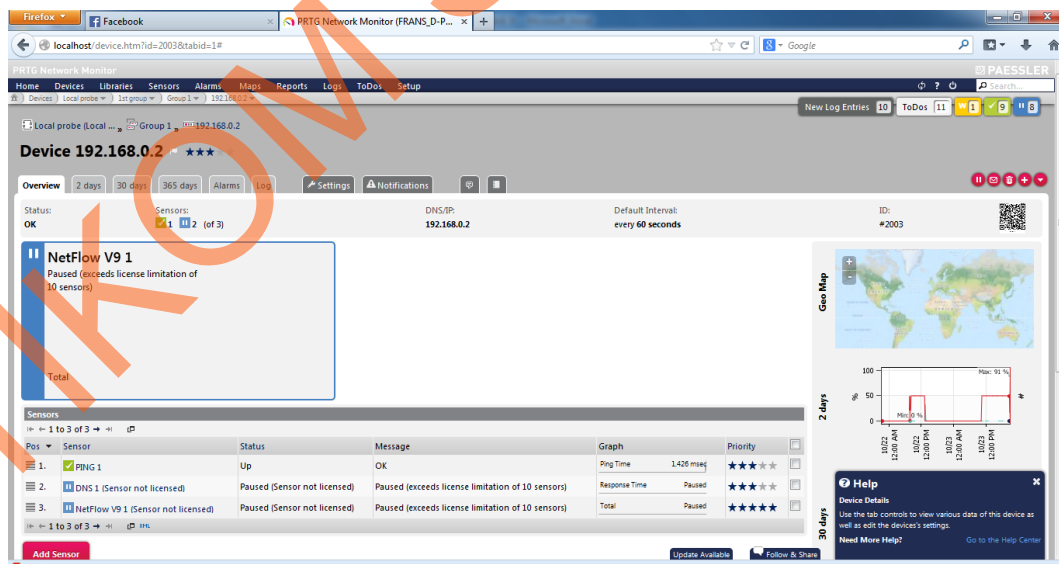 Firefox
Facebook
PRTG Network Monitor (FRANS_D-P...
localhost/device.htm?id=2003&tabid=1#
Google
PRTG Network Monitor
PAESSLER
Home Devices Libraries Sensors Alarms Maps Reports Logs ToDos Setup
Search...
Devices Local probe 1st group Group 1 192.168.0.2
New Log Entries 10 ToDos 11 W 1 9 8
Local probe (Local ... Group 1 192.168.0.2
Device 192.168.0.2
Overview 2 days 30 days 365 days Alarms Log Settings Notifications
Status: Sensors: DNS/IP: Default Interval: ID:
OK 1 2 (of 3) 192.168.0.2 every 60 seconds #2003
NetFlow V9 1
Paused (exceeds license limitation of
10 sensors)
Total
Geo Map
+
-
2 days
100
50
0
%
#
Max: 91 %
Min: 0 %
10/22 12:00 AM
10/22 12:00 PM
10/23 12:00 AM
10/23 12:00 PM
Sensors
1 to 3 of 3
Pos Sensor Status Message Graph Priority
1. PING 1 Up OK Ping Time 1,426 msec
2. DNS 1 (Sensor not licensed) Paused (Sensor not licensed) Paused (exceeds license limitation of 10 sensors) Response Time Paused
3. NetFlow V9 1 (Sensor not licensed) Paused (Sensor not licensed) Paused (exceeds license limitation of 10 sensors) Total Paused
1 to 3 of 3 XML
Add Sensor
Update Available Follow & Share
30 days
Help
Device Details
Use the tab controls to view various data of this device as
well as edit the devices's settings.
Need More Help? Go to the Help Center
IKOM